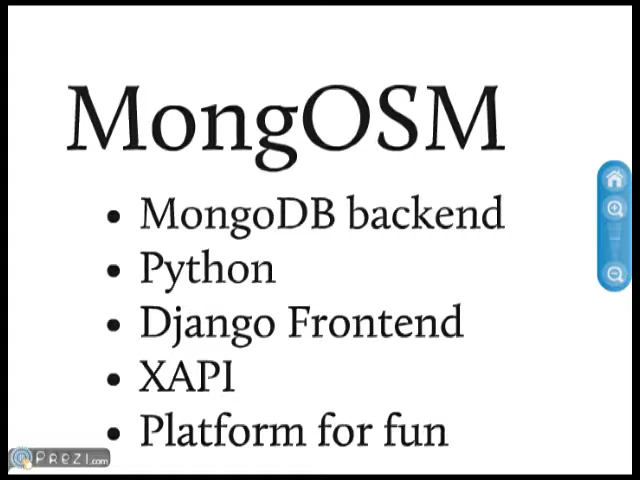 MongOSM
• MongoDB backend
• Python
• Django Frontend
• XAPI
• Platform for fun
PREZI.com